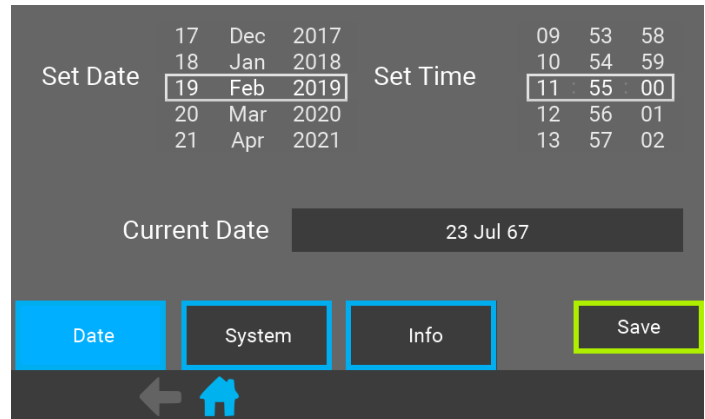 17 Dec 2017 09 53 58
18 Jan 2018 10 54 59
Set Date 19 Feb 2019 Set Time 11 : 55 : 00
20 Mar 2020 12 56 01
21 Apr 2021 13 57 02
Current Date 23 Jul 67
Date System Info Save